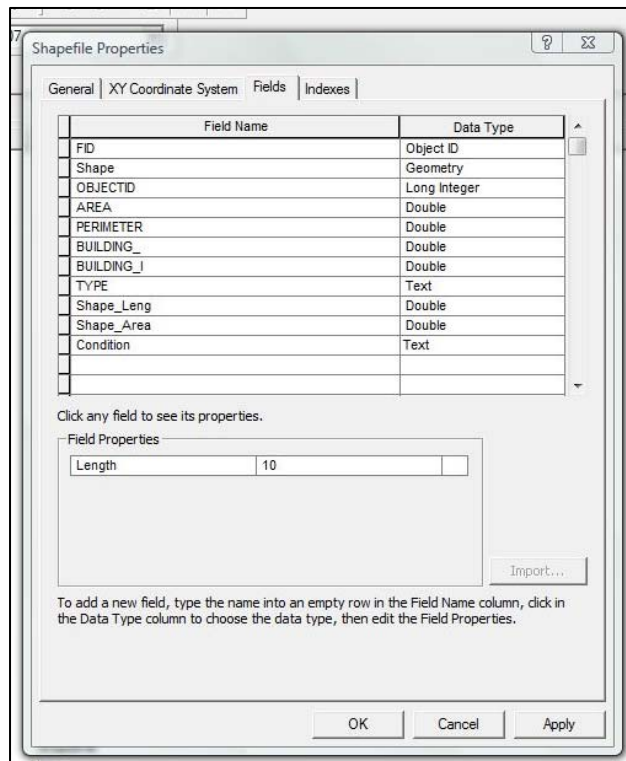 07
Shapefile Properties
General XY Coordinate System Fields Indexes
Field Name Data Type
FID Object ID
Shape Geometry
OBJECTID Long Integer
AREA Double
PERIMETER Double
BUILDING_ Double
BUILDING_I Double
TYPE Text
Shape_Leng Double
Shape_Area Double
Condition Text
Click any field to see its properties.
Field Properties
Length 10
Import...
To add a new field, type the name into an empty row in the Field Name column, click in
the Data Type column to choose the data type, then edit the Field Properties.
OK Cancel Apply